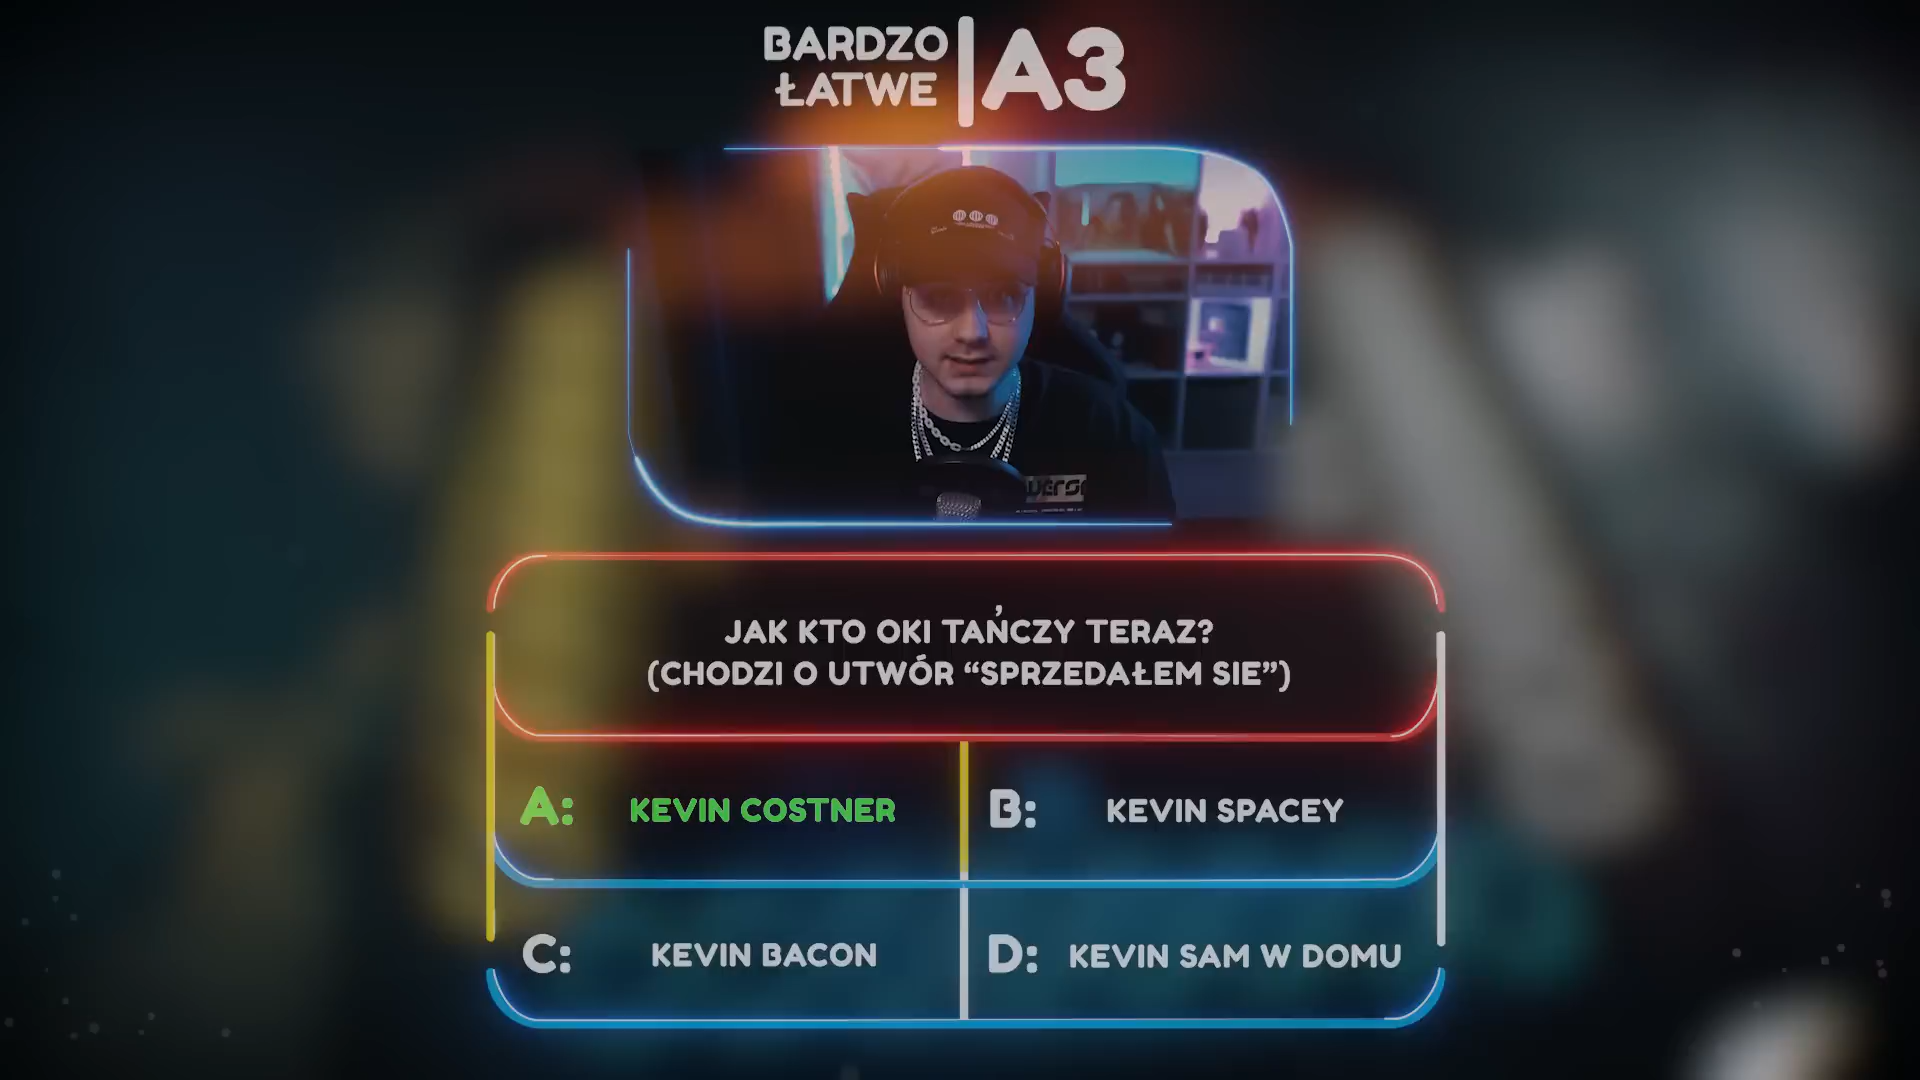 BARDZO
ŁATWE
A3
JAK KTO OKI TAŃCZY TERAZ?
(CHODZI O UTWÓR “SPRZEDAŁEM SIE”)
A: KEVIN COSTNER
B: KEVIN SPACEY
C: KEVIN BACON
D: KEVIN SAM W DOMU